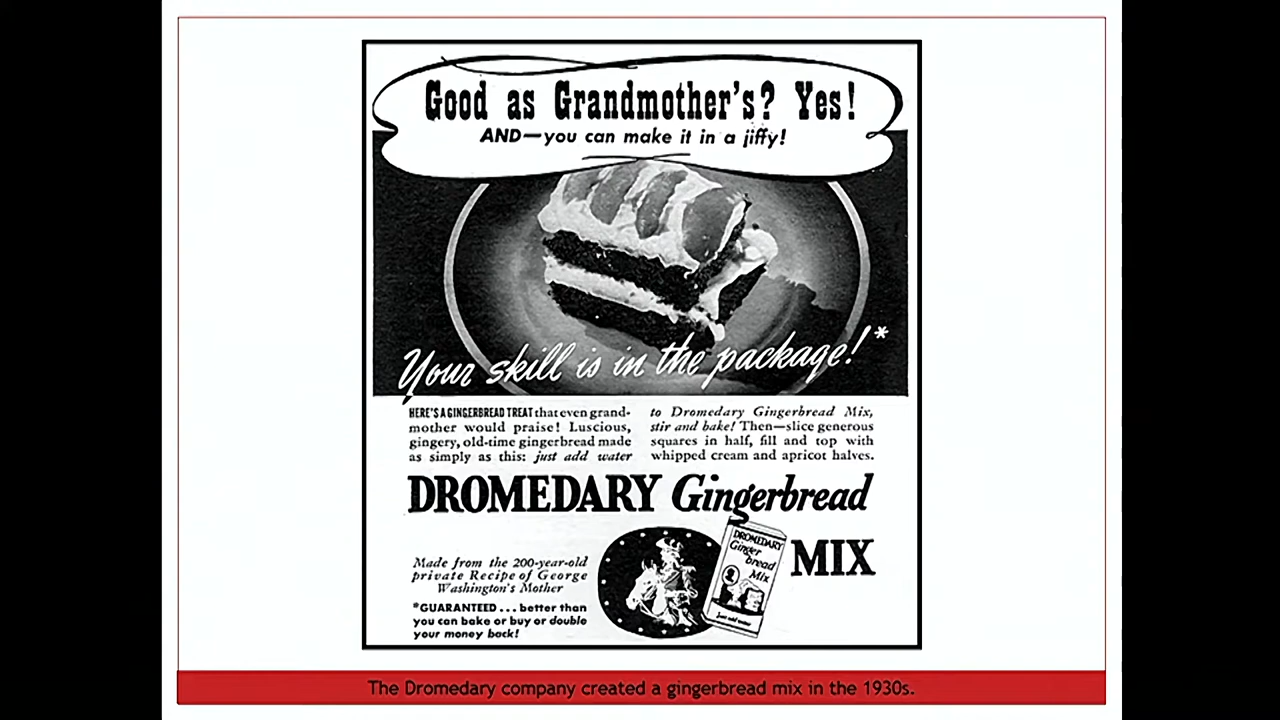 Good as Grandmother's? Yes!
AND—you can make it in a jiffy!
Your skill is in the package!*
HERE'S A GINGERBREAD TREAT that even grand-
mother would praise! Luscious,
gingery, old-time gingerbread made
as simply as this: just add water
to Dromedary Gingerbread Mix,
stir and bake! Then—slice generous
squares in half, fill and top with
whipped cream and apricot halves.
DROMEDARY Gingerbread
MIX
Made from the 200-year-old
private Recipe of George
Washington's Mother
*GUARANTEED... better than
you can bake or buy or double
your money back!
DROMEDARY
Ginger
bread
Mix
Just add water
The Dromedary company created a gingerbread mix in the 1930s.